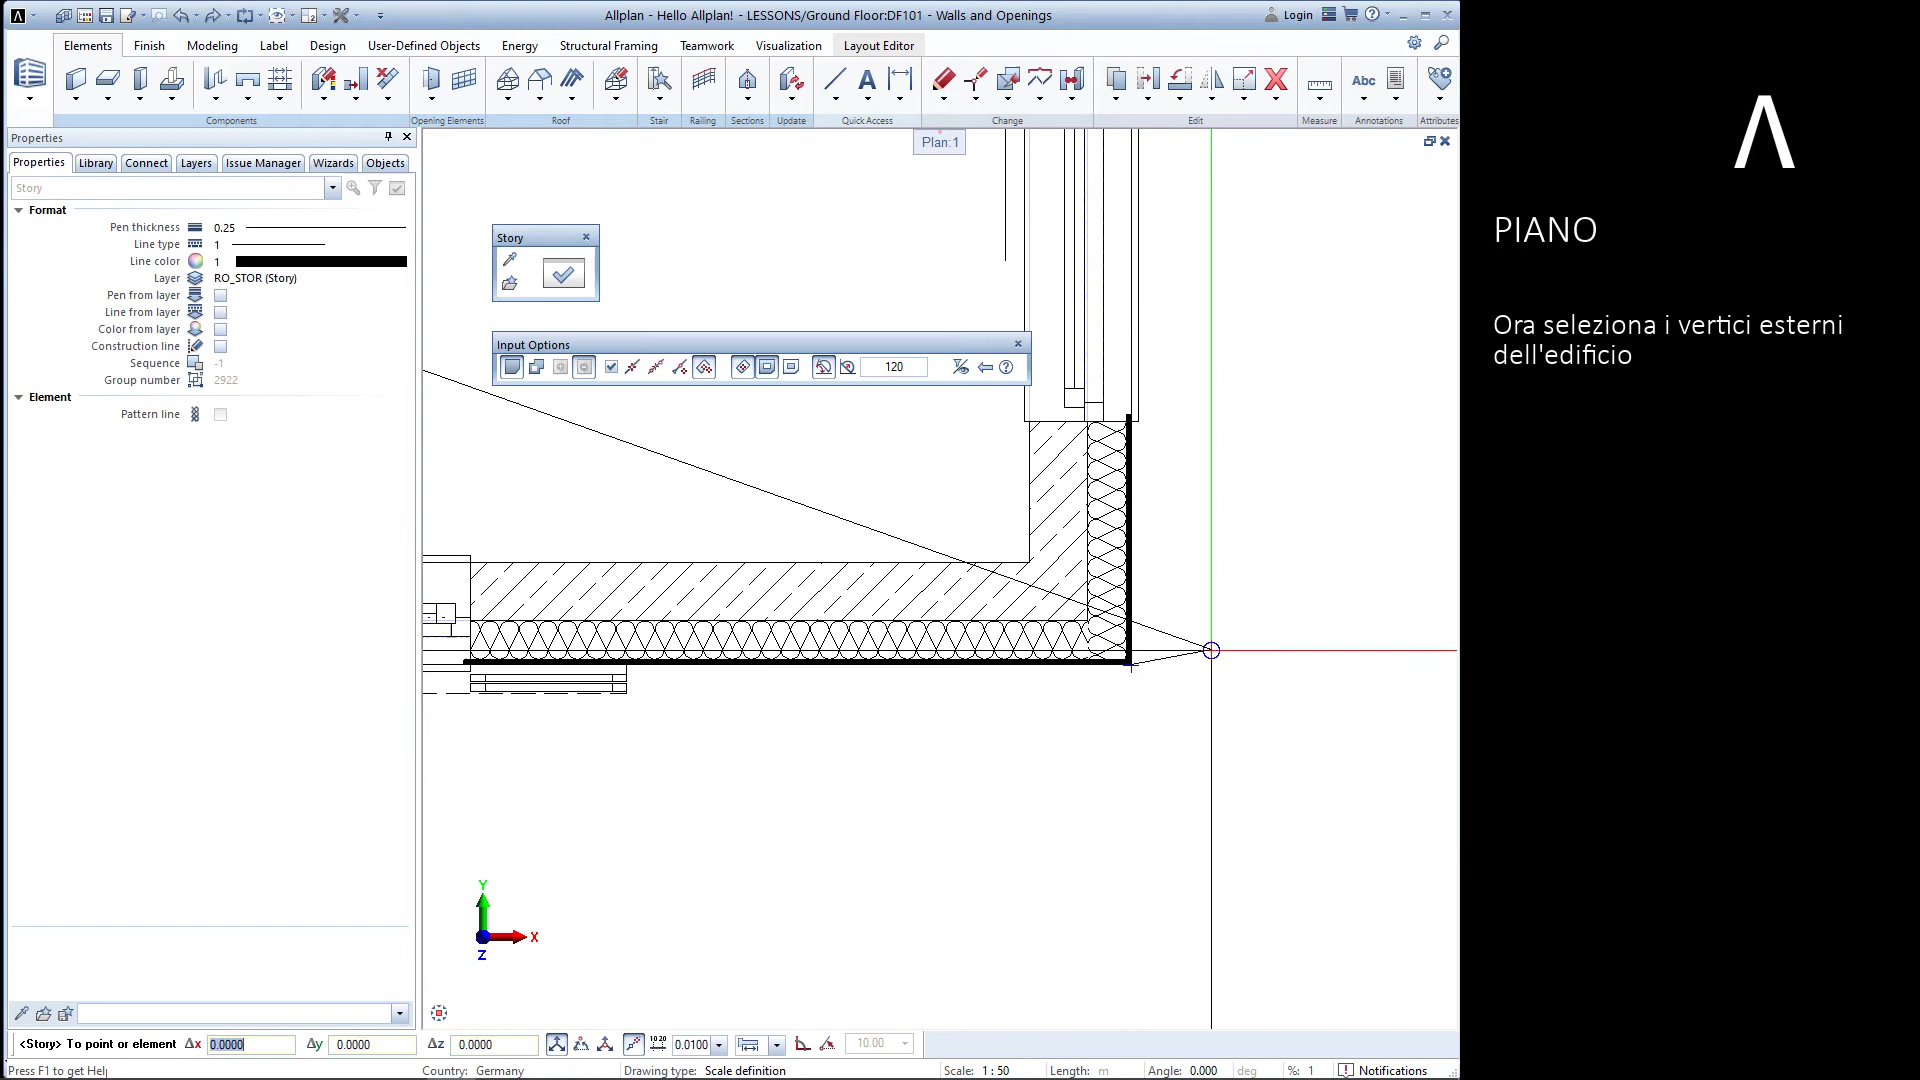 Allplan - Hello Allplan! - LESSONS/Ground Floor:DF101 - Walls and Openings
Login
Elements Finish Modeling Label Design User-Defined Objects Energy Structural Framing Teamwork Visualization Layout Editor
Abc
Components Opening Elements Roof Stair Railing Sections Update Quick Access Change Edit Measure Annotations Attributes
Properties
Plan:1
Properties Library Connect Layers Issue Manager Wizards Objects
Story
Format
Pen thickness 0.25
Line type 1
Line color 1
Layer RO_STOR (Story)
Pen from layer
Line from layer
Color from layer
Construction line
Sequence -1
Group number 2922
Element
Pattern line
Story
Input Options
120
Y
X
Z
PIANO
Ora seleziona i vertici esterni
dell'edificio
<Story> To point or element Δx 0.0000 Δy 0.0000 Δz 0.0000 1020 0.0100 10.00
Press F1 to get Hel
Country: Germany Drawing type: Scale definition Scale: 1 : 50 Length: m Angle: 0.000 deg %: 1 Notifications